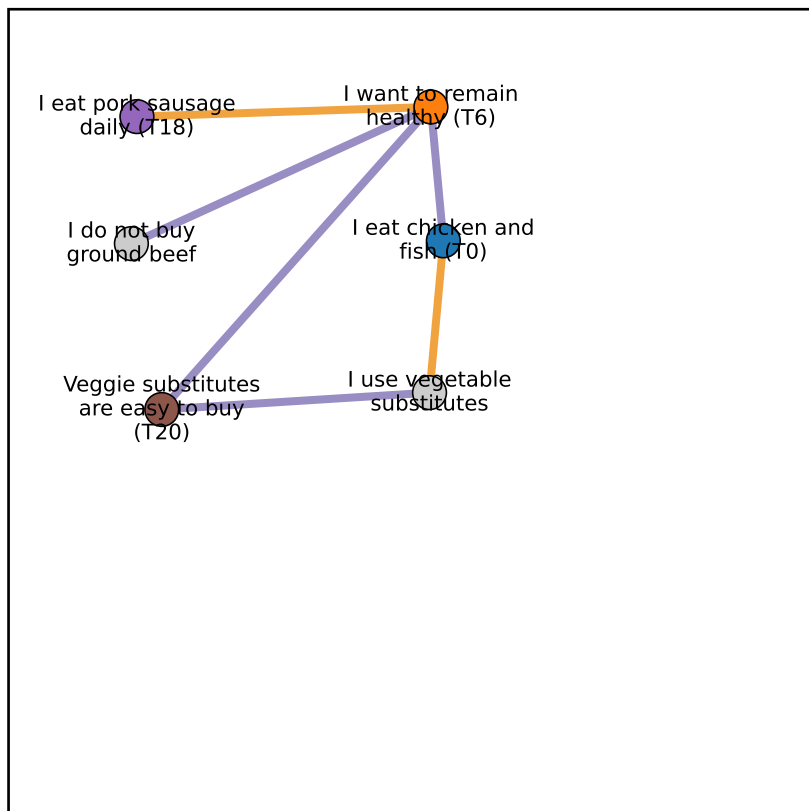 I eat pork sausage
daily (T18)
I want to remain
healthy (T6)
I do not buy
ground beef
I eat chicken and
fish (T0)
Veggie substitutes
are easy to buy
(T20)
I use vegetable
substitutes